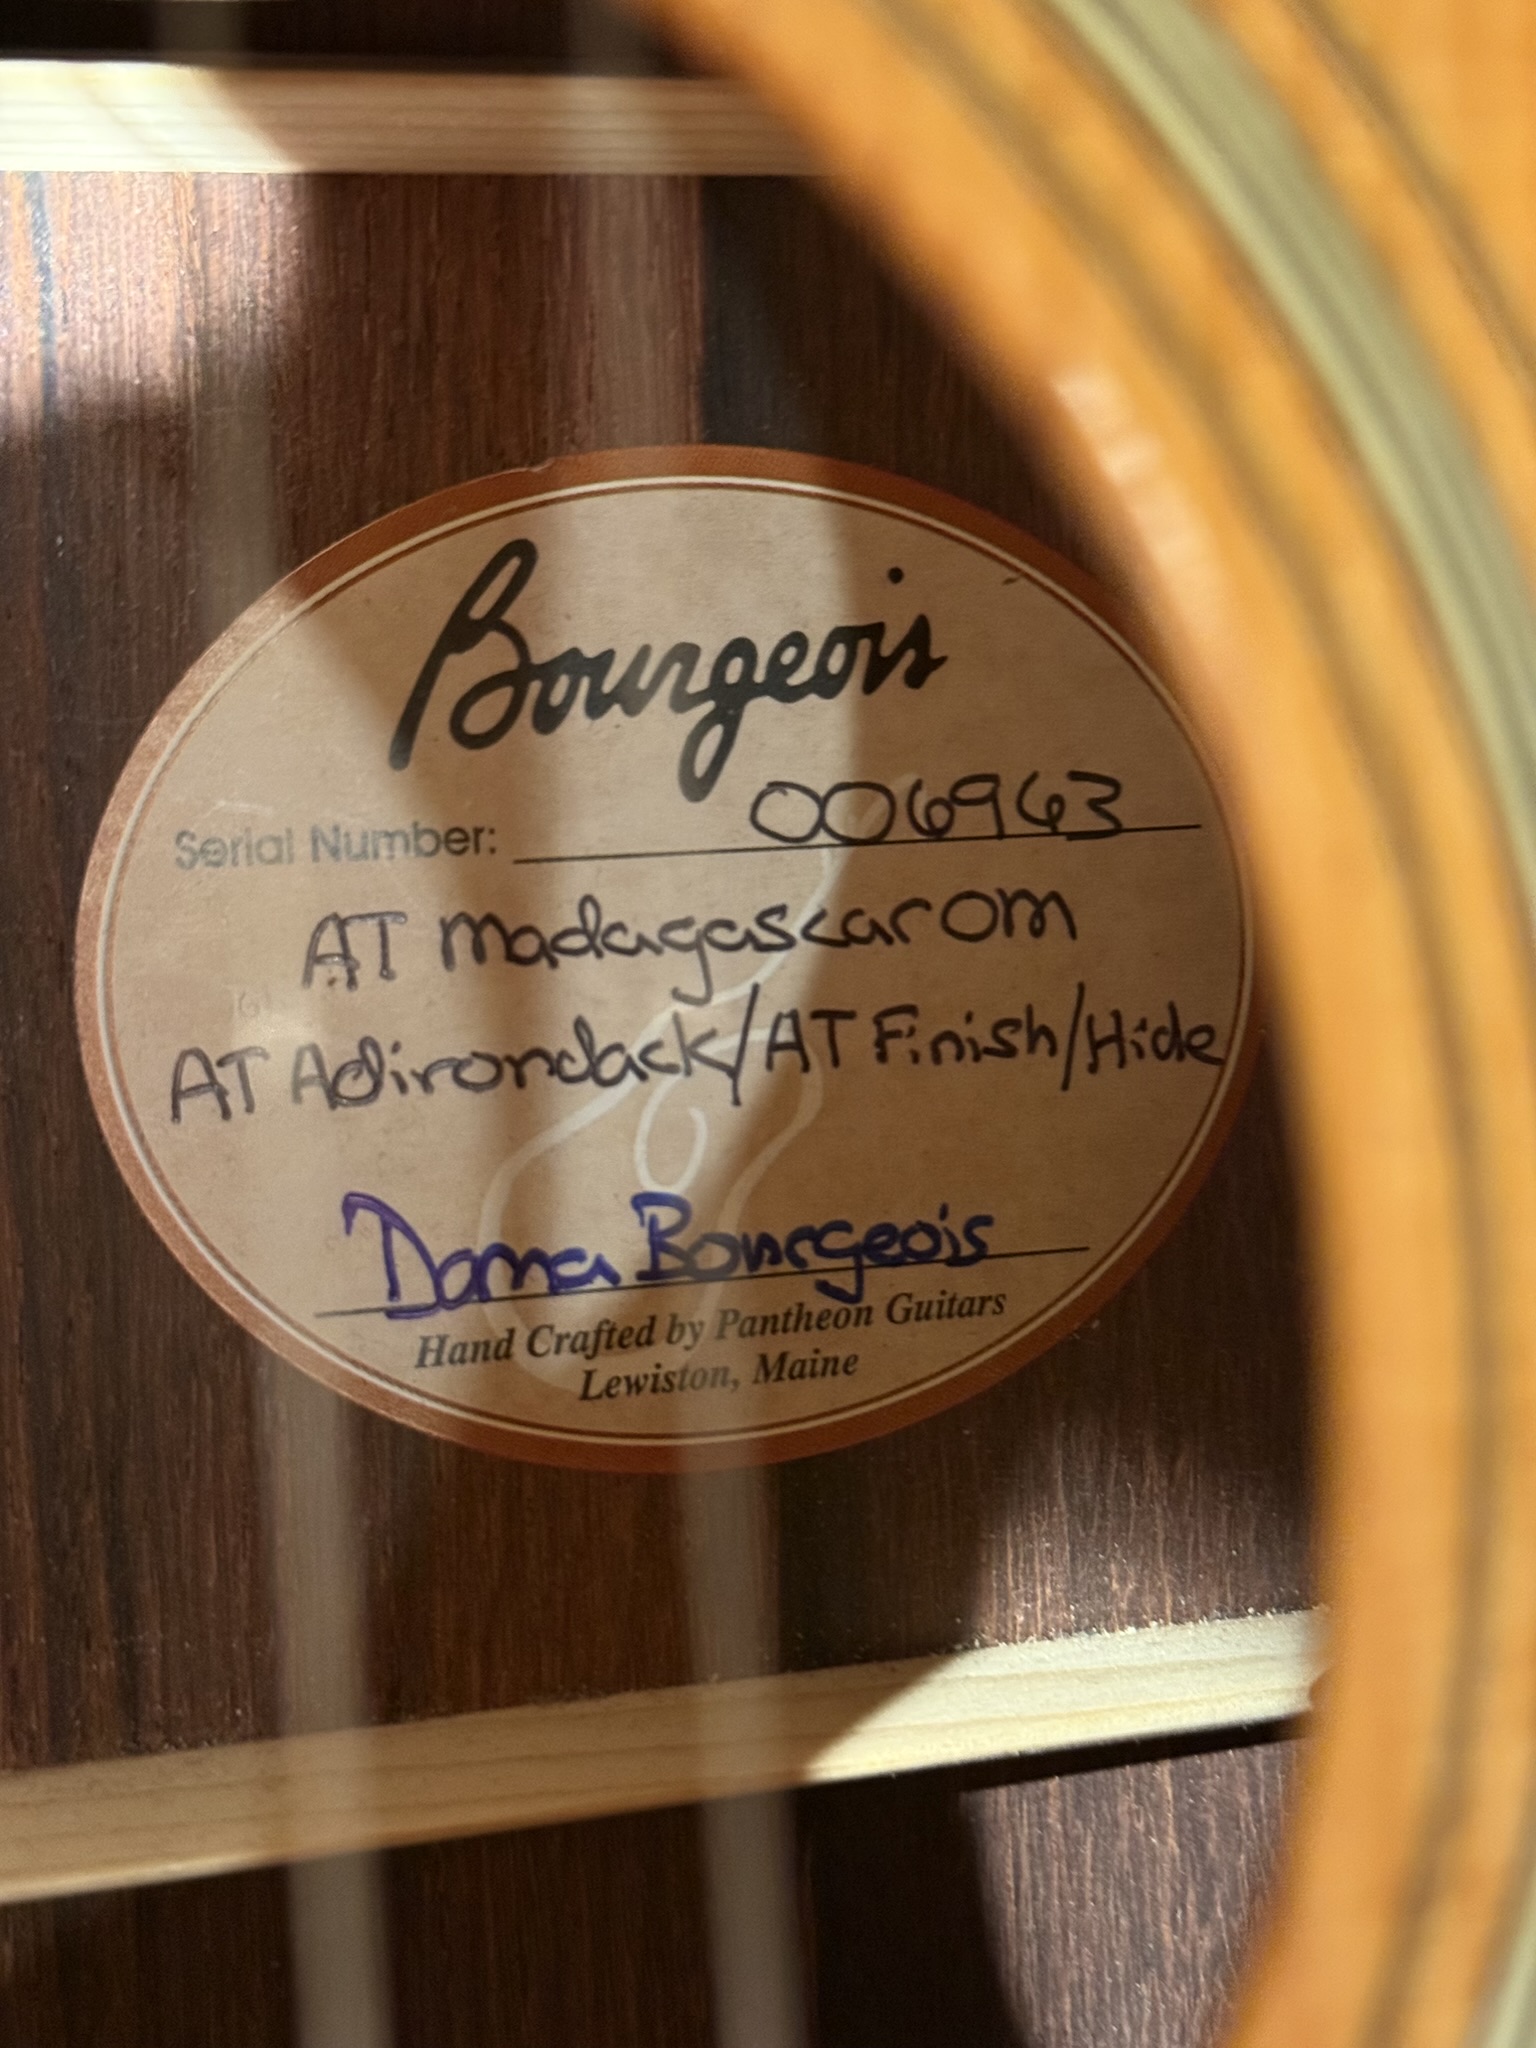 Bourgeois
Serial Number: 006963
AT Madagascar OM
AT Adirondack/AT Finish/Hide
Dana Bourgeois
Hand Crafted by Pantheon Guitars
Lewiston, Maine